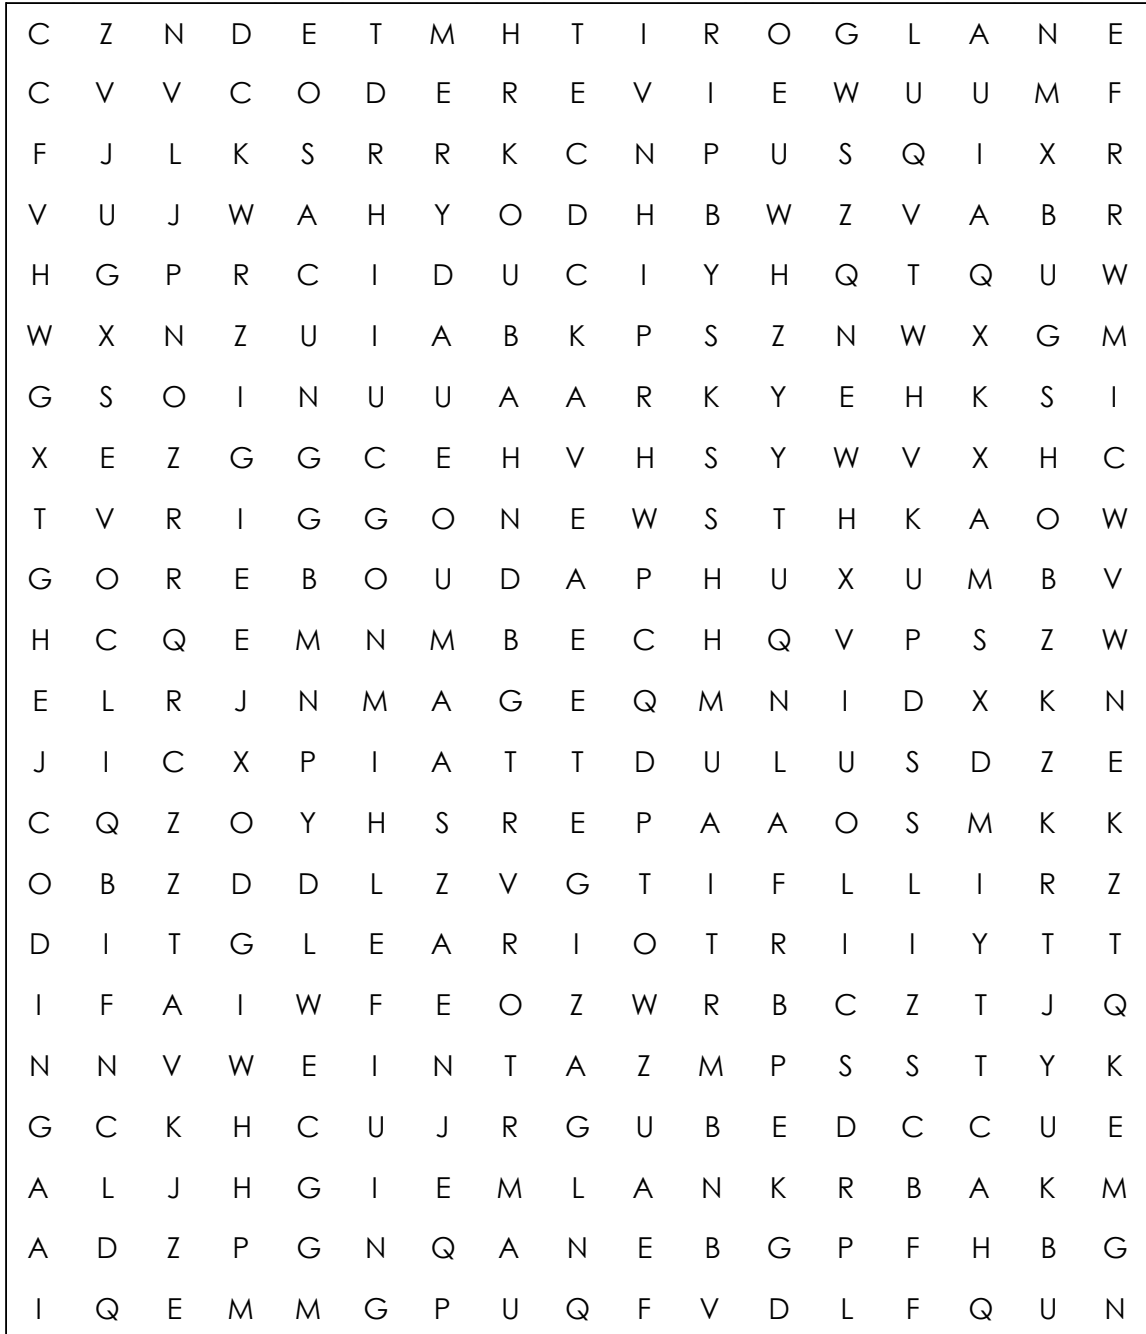 C Z N D E T M H T I R O G L A N E
C V V C O D E R E V I E W U U M F
F J L K S R R K C N P U S Q I X R
V U J W A H Y O D H B W Z V A B R
H G P R C I D U C I Y H Q T Q U W
W X N Z U I A B K P S Z N W X G M
G S O I N U U A A R K Y E H K S I
X E Z G G C E H V H S Y W V X H C
T V R I G G O N E W S T H K A O W
G O R E B O U D A P H U X U M B V
H C Q E M N M B E C H Q V P S Z W
E L R J N M A G E Q M N I D X K N
J I C X P I A T T D U L U S D Z E
C Q Z O Y H S R E P A A O S M K K
O B Z D D L Z V G T I F L L I R Z
D I T G L E A R I O T R I I Y T T
I F A I W F E O Z W R B C Z T J Q
N N V W E I N T A Z M P S S T Y K
G C K H C U J R G U B E D C C U E
A L J H G I E M L A N K R B A K M
A D Z P G N Q A N E B G P F H B G
I Q E M M G P U Q F V D L F Q U N